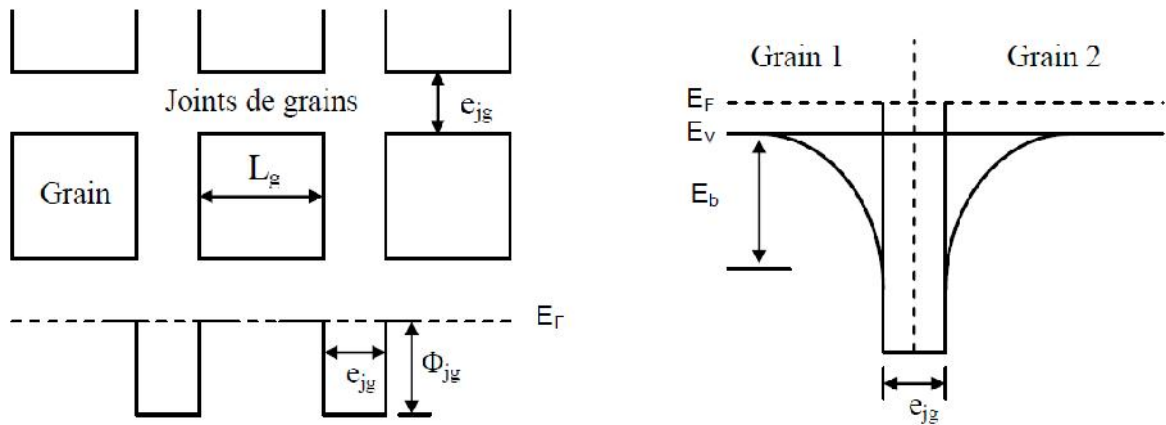 Joints de grains
e_jg
Grain
L_g
E_Γ
e_jg
Φ_jg
Grain 1
Grain 2
E_F
E_V
E_b
e_jg